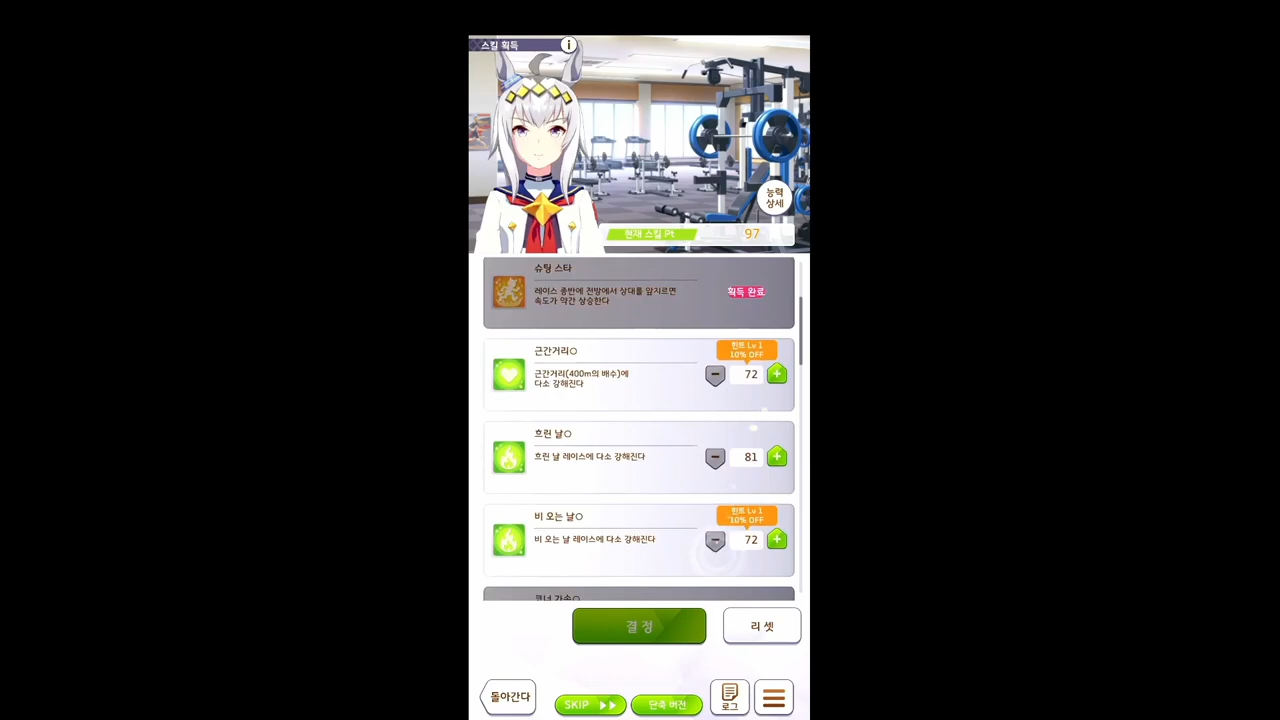 스킬 획득
i
능력
상세
현재 스킬 Pt
97
슈팅 스타
레이스 종반에 전방에서 상대를 앞지르면
속도가 약간 상승한다
획득 완료
근간거리○
힌트 Lv 1
10% OFF
근간거리(400m의 배수)에
다소 강해진다
72
흐린 날○
흐린 날 레이스에 다소 강해진다
81
비 오는 날○
힌트 Lv 1
10% OFF
비 오는 날 레이스에 다소 강해진다
72
코너 가속○
결정
리셋
돌아간다
SKIP
단축 버전
로그